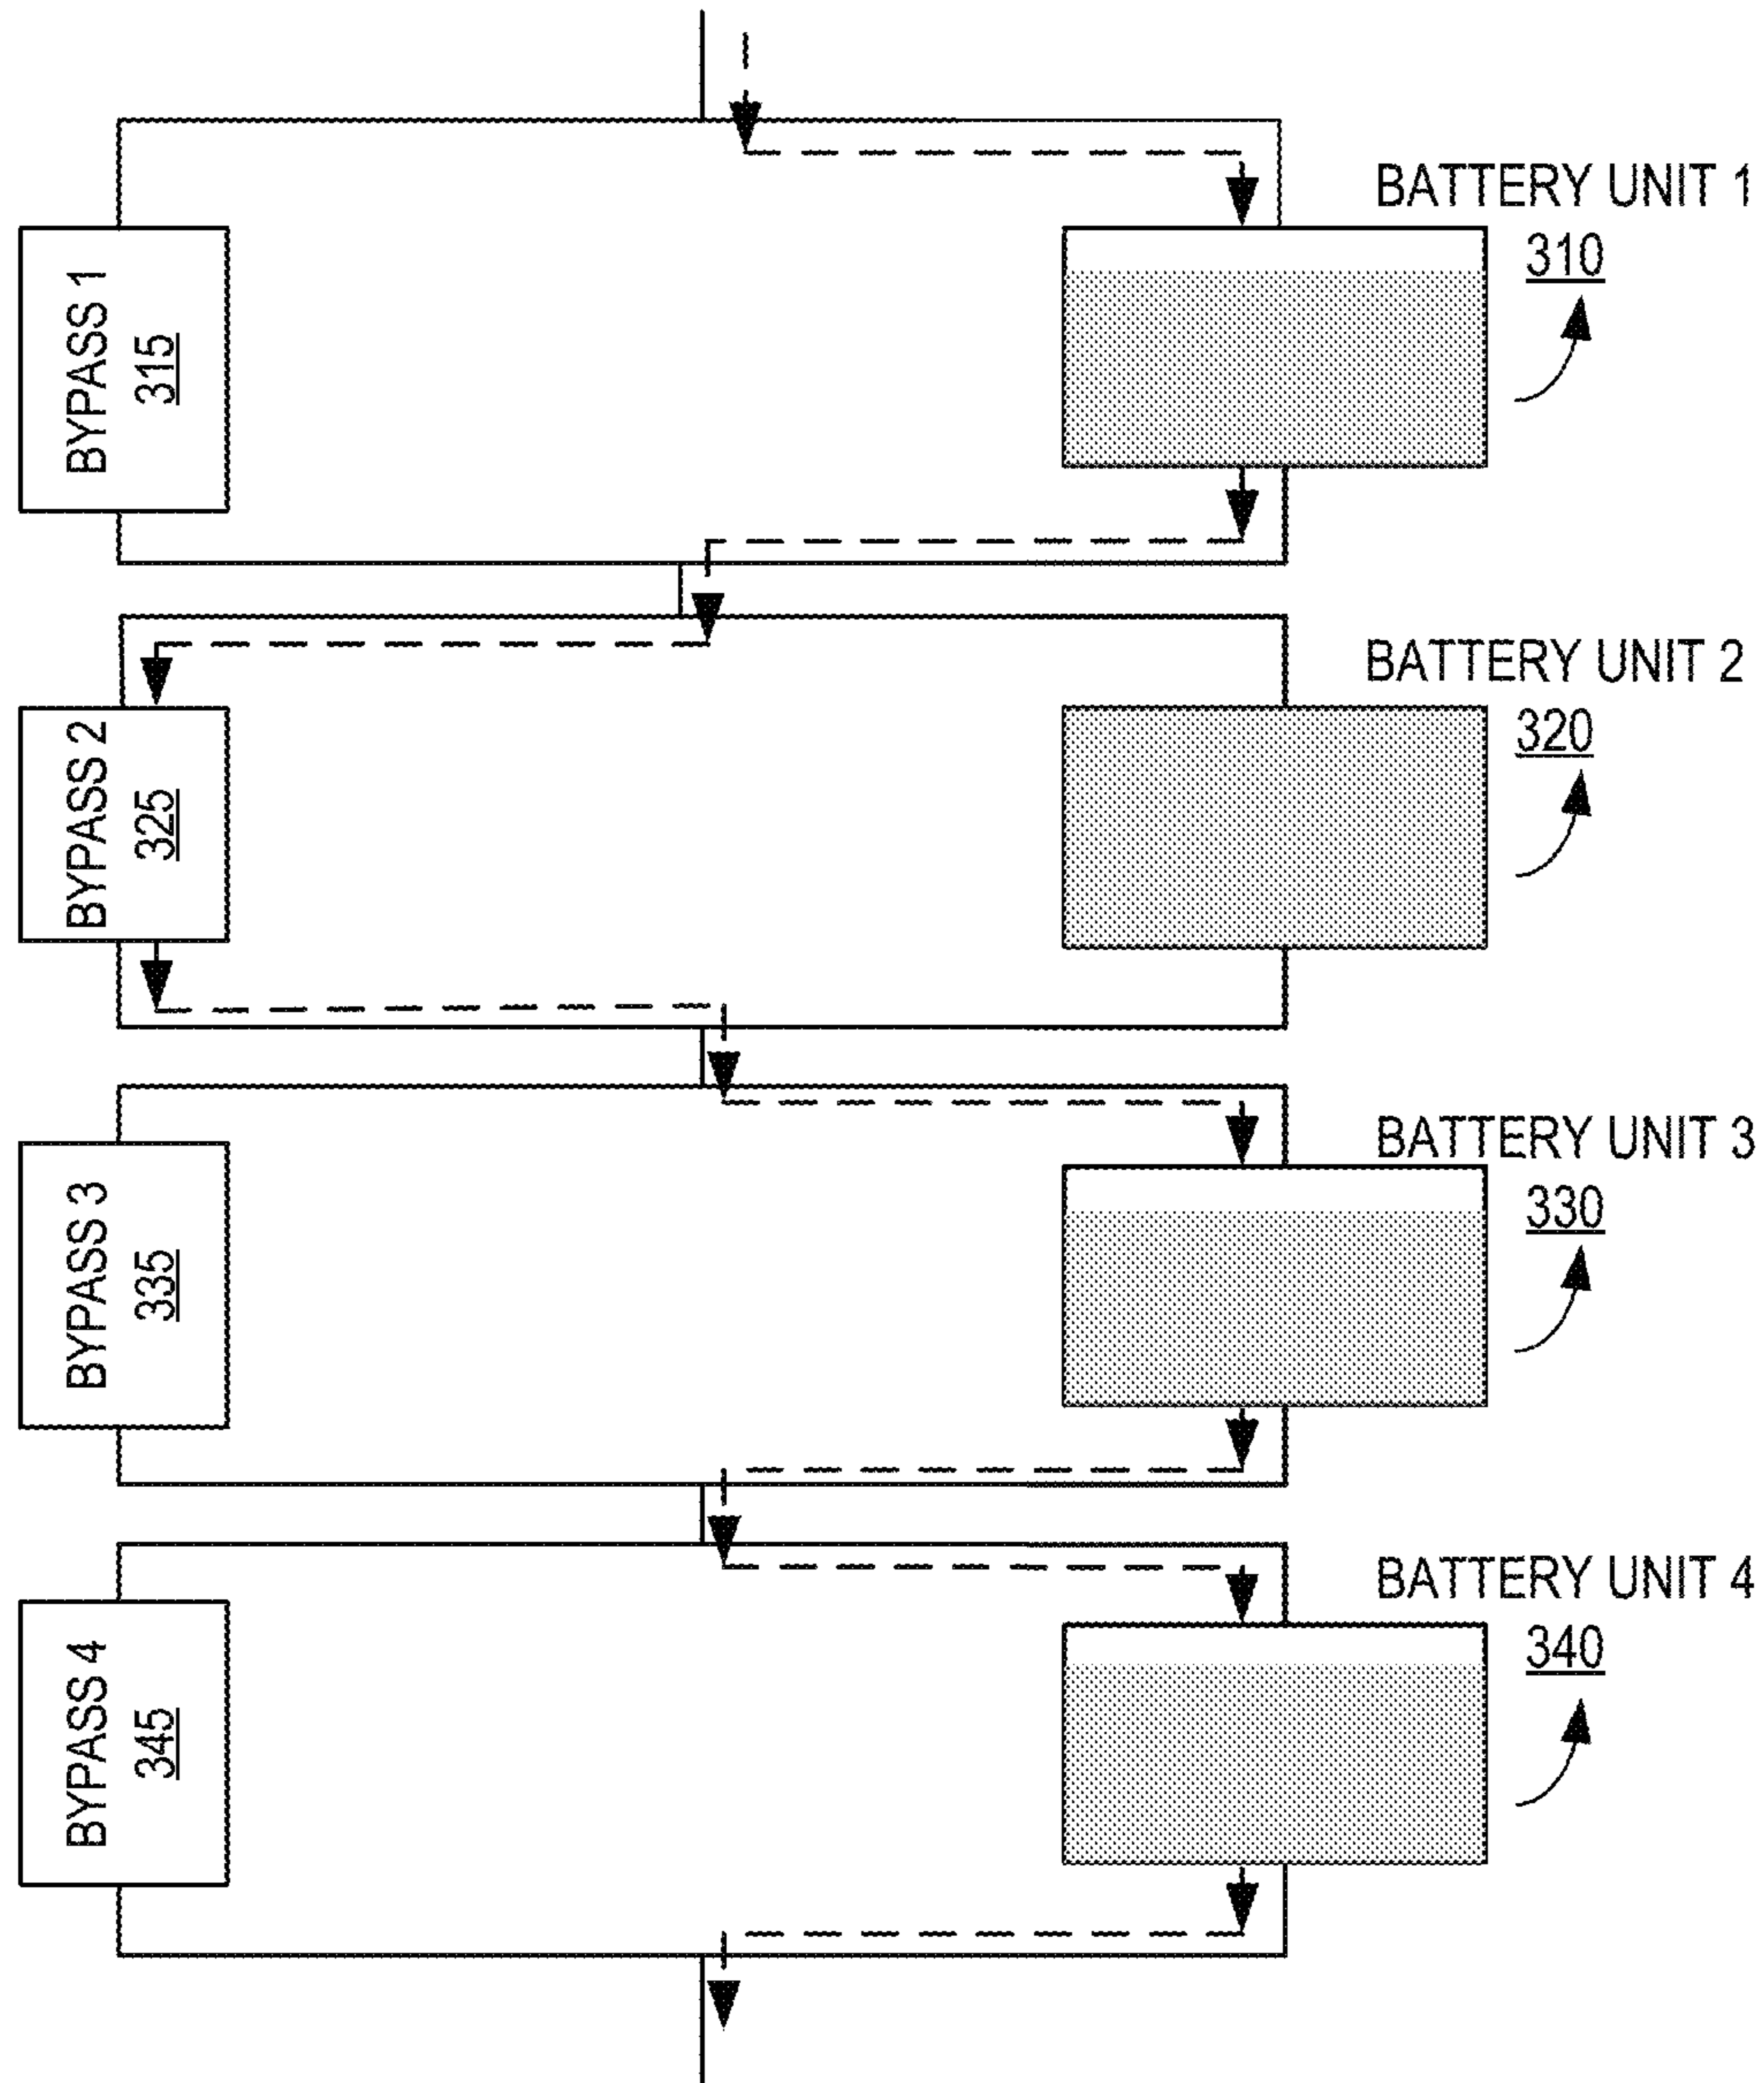 BATTERY UNIT 1
310
BYPASS 1
315
BATTERY UNIT 2
320
BYPASS 2
325
BATTERY UNIT 3
330
BYPASS 3
335
BATTERY UNIT 4
340
BYPASS 4
345